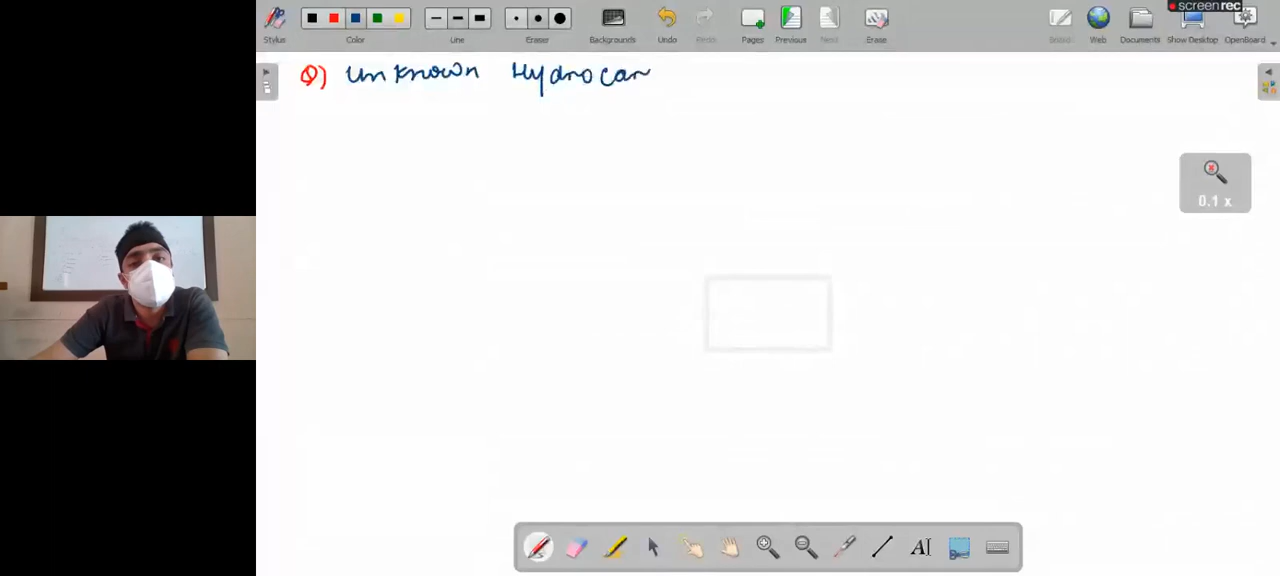 screenrec
Stylus Color Line Eraser Backgrounds Undo Redo Pages Previous Next Erase Board Web Documents Show Desktop OpenBoard
Q) Unknown Hydrocar
0.1 x
AI